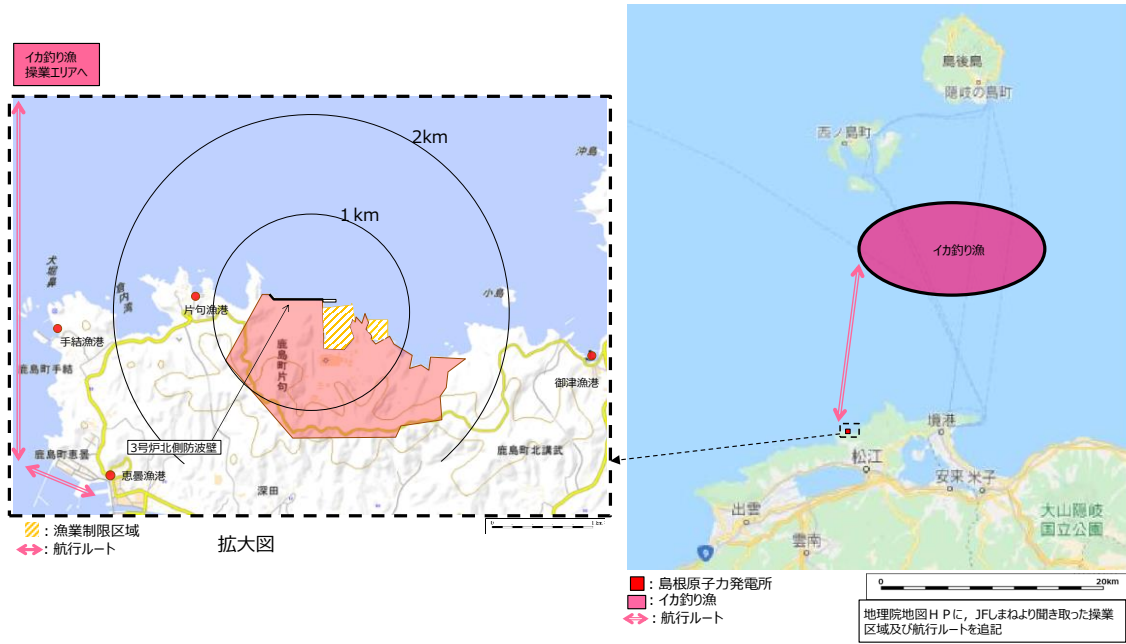 イカ釣り漁
操業エリアへ
2km
1km
沖島
犬堀鼻
倉内湾
小島
片句漁港
手結漁港
鹿島町手結
鹿島町片句
御津漁港
3号炉北側防波壁
鹿島町恵曇
恵曇漁港
深田
鹿島町北講武
：漁業制限区域
：航行ルート
拡大図
0
1km
島後島
隠岐の島町
西ノ島町
イカ釣り漁
境港
松江
安来
米子
出雲
雲南
大山隠岐
国立公園
9
：島根原子力発電所
：イカ釣り漁
：航行ルート
0
20km
地理院地図ＨＰに，JFしまねより聞き取った操業
区域及び航行ルートを追記